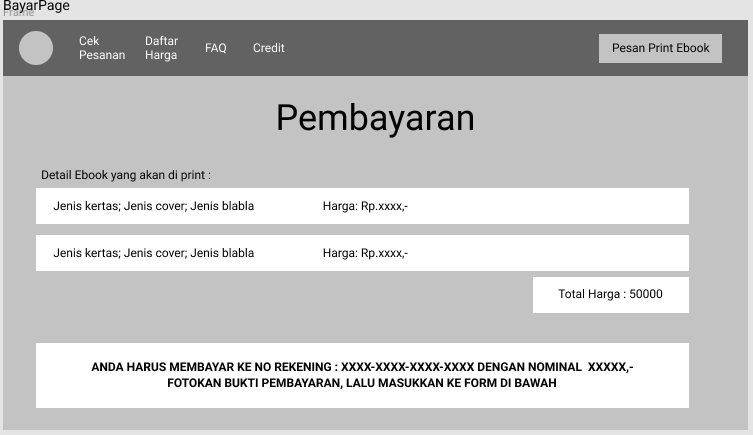 BayarPage
Frame
Cek
Pesanan
Daftar
Harga
FAQ
Credit
Pesan Print Ebook
Pembayaran
Detail Ebook yang akan di print :
Jenis kertas; Jenis cover; Jenis blabla Harga: Rp.xxxx,-
Jenis kertas; Jenis cover; Jenis blabla Harga: Rp.xxxx,-
Total Harga : 50000
ANDA HARUS MEMBAYAR KE NO REKENING : XXXX-XXXX-XXXX-XXXX DENGAN NOMINAL XXXXX,-
FOTOKAN BUKTI PEMBAYARAN, LALU MASUKKAN KE FORM DI BAWAH